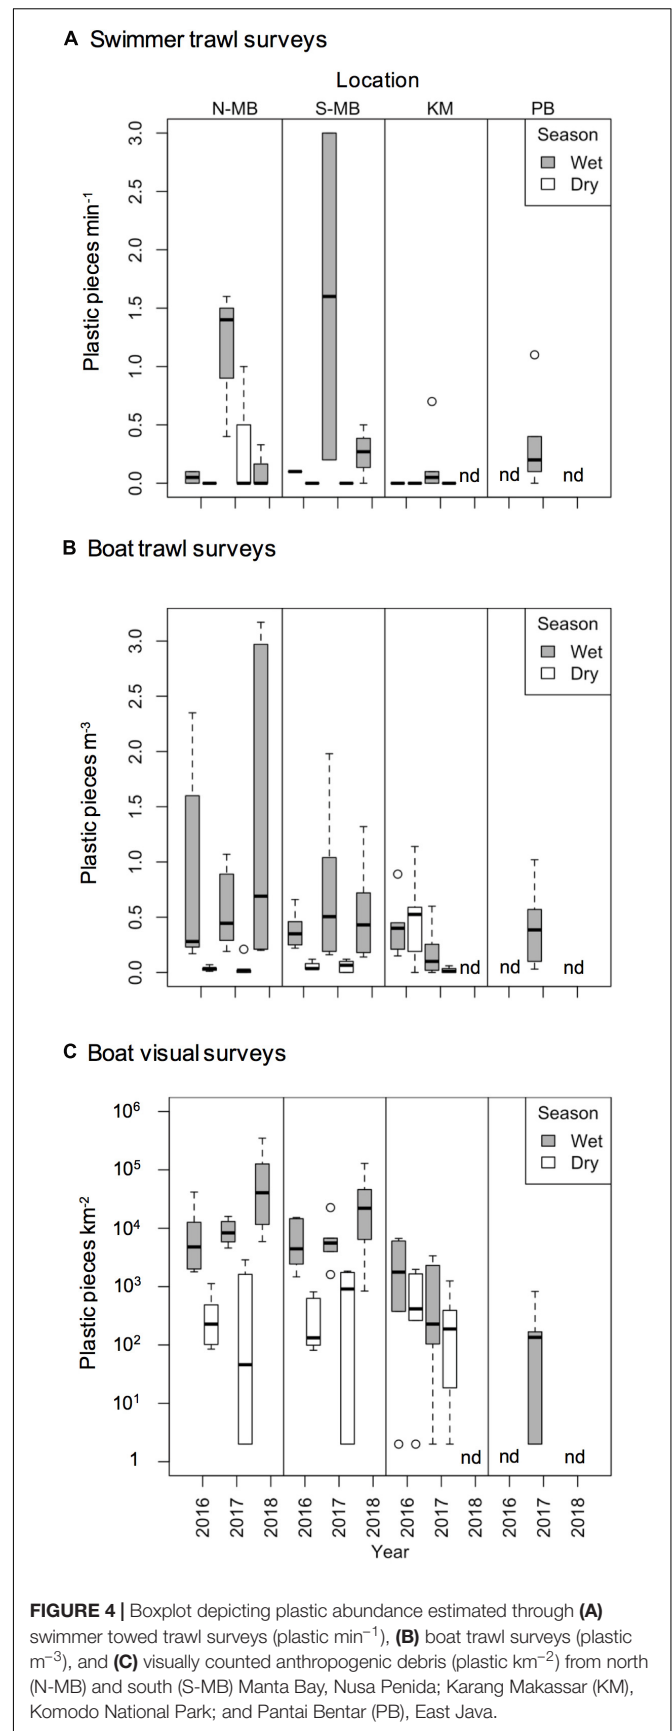 A Swimmer trawl surveys
Location
N-MB S-MB KM PB
Season
Wet
Dry
Plastic pieces min⁻¹
3.0
2.5
2.0
1.5
1.0
0.5
0.0
nd nd nd
B Boat trawl surveys
Season
Wet
Dry
Plastic pieces m⁻³
3.0
2.5
2.0
1.5
1.0
0.5
0.0
nd nd nd
C Boat visual surveys
Season
Wet
Dry
Plastic pieces km⁻²
10⁶
10⁵
10⁴
10³
10²
10¹
1
nd nd nd
2016 2017 2018 2016 2017 2018 2016 2017 2018 2016 2017 2018
Year
FIGURE 4 | Boxplot depicting plastic abundance estimated through (A)
swimmer towed trawl surveys (plastic min⁻¹), (B) boat trawl surveys (plastic
m⁻³), and (C) visually counted anthropogenic debris (plastic km⁻²) from north
(N-MB) and south (S-MB) Manta Bay, Nusa Penida; Karang Makassar (KM),
Komodo National Park; and Pantai Bentar (PB), East Java.